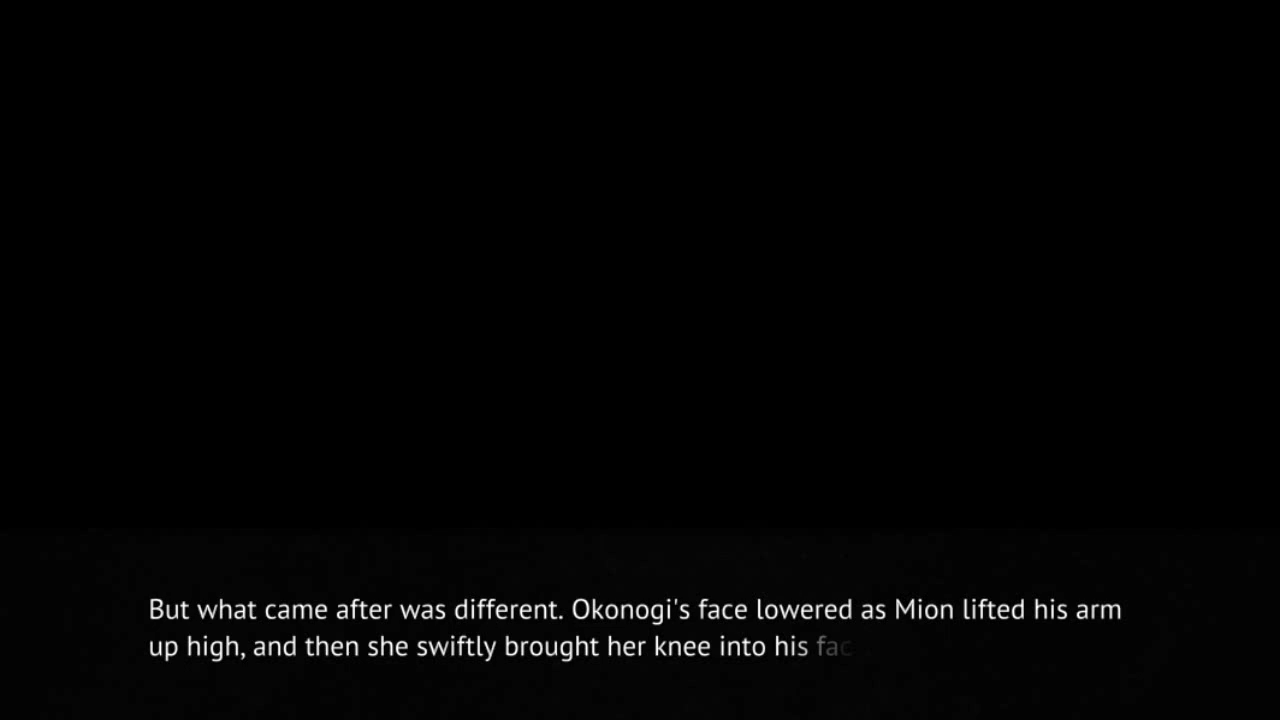 But what came after was different. Okonogi's face lowered as Mion lifted his arm
up high, and then she swiftly brought her knee into his fac